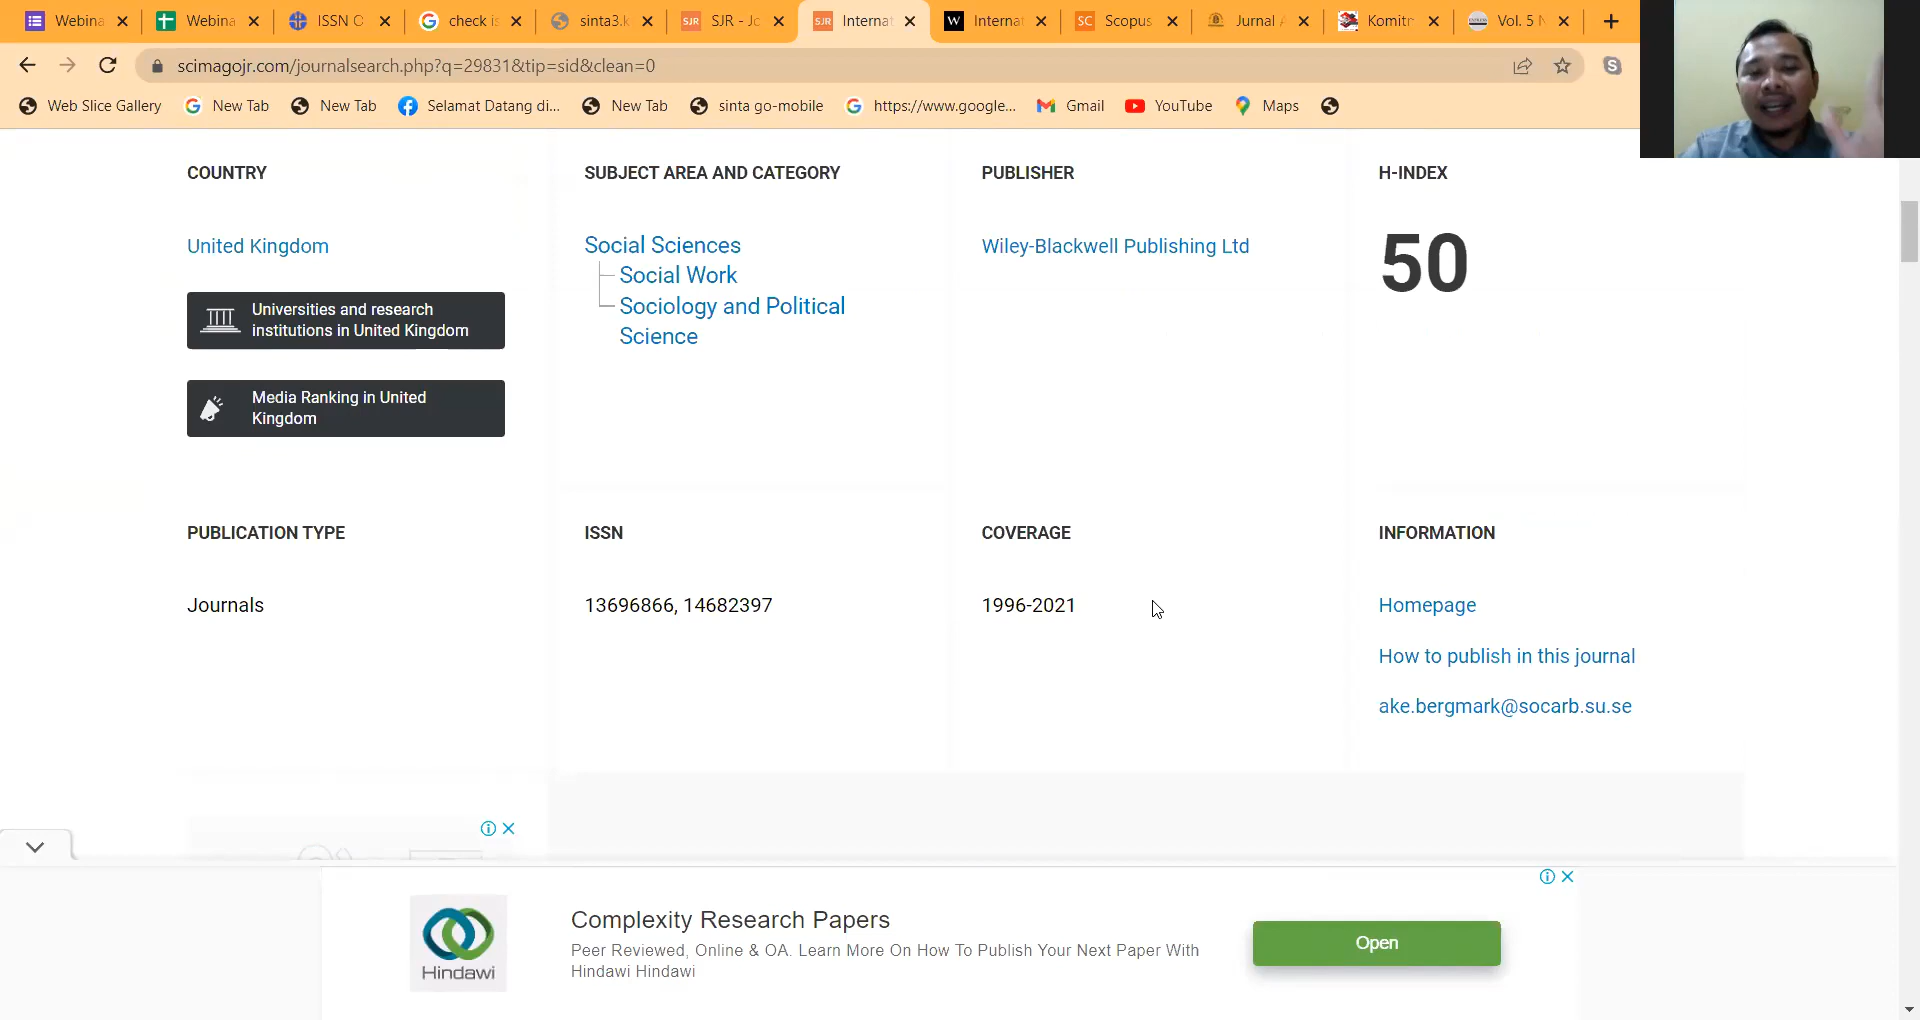 Webina
Webina
ISSN O
check is
sinta3.k
SJR - Jo
Internat
Internat
Scopus
Jurnal A
Komitm
Vol. 5 N
scimagojr.com/journalsearch.php?q=29831&tip=sid&clean=0
Web Slice Gallery
New Tab
New Tab
Selamat Datang di...
New Tab
sinta go-mobile
https://www.google...
Gmail
YouTube
Maps
COUNTRY
SUBJECT AREA AND CATEGORY
PUBLISHER
H-INDEX
United Kingdom
Universities and research
institutions in United Kingdom
Media Ranking in United
Kingdom
Social Sciences
Social Work
Sociology and Political
Science
Wiley-Blackwell Publishing Ltd
50
PUBLICATION TYPE
ISSN
COVERAGE
INFORMATION
Journals
13696866, 14682397
1996-2021
Homepage
How to publish in this journal
ake.bergmark@socarb.su.se
Hindawi
Complexity Research Papers
Peer Reviewed, Online & OA. Learn More On How To Publish Your Next Paper With
Hindawi Hindawi
Open